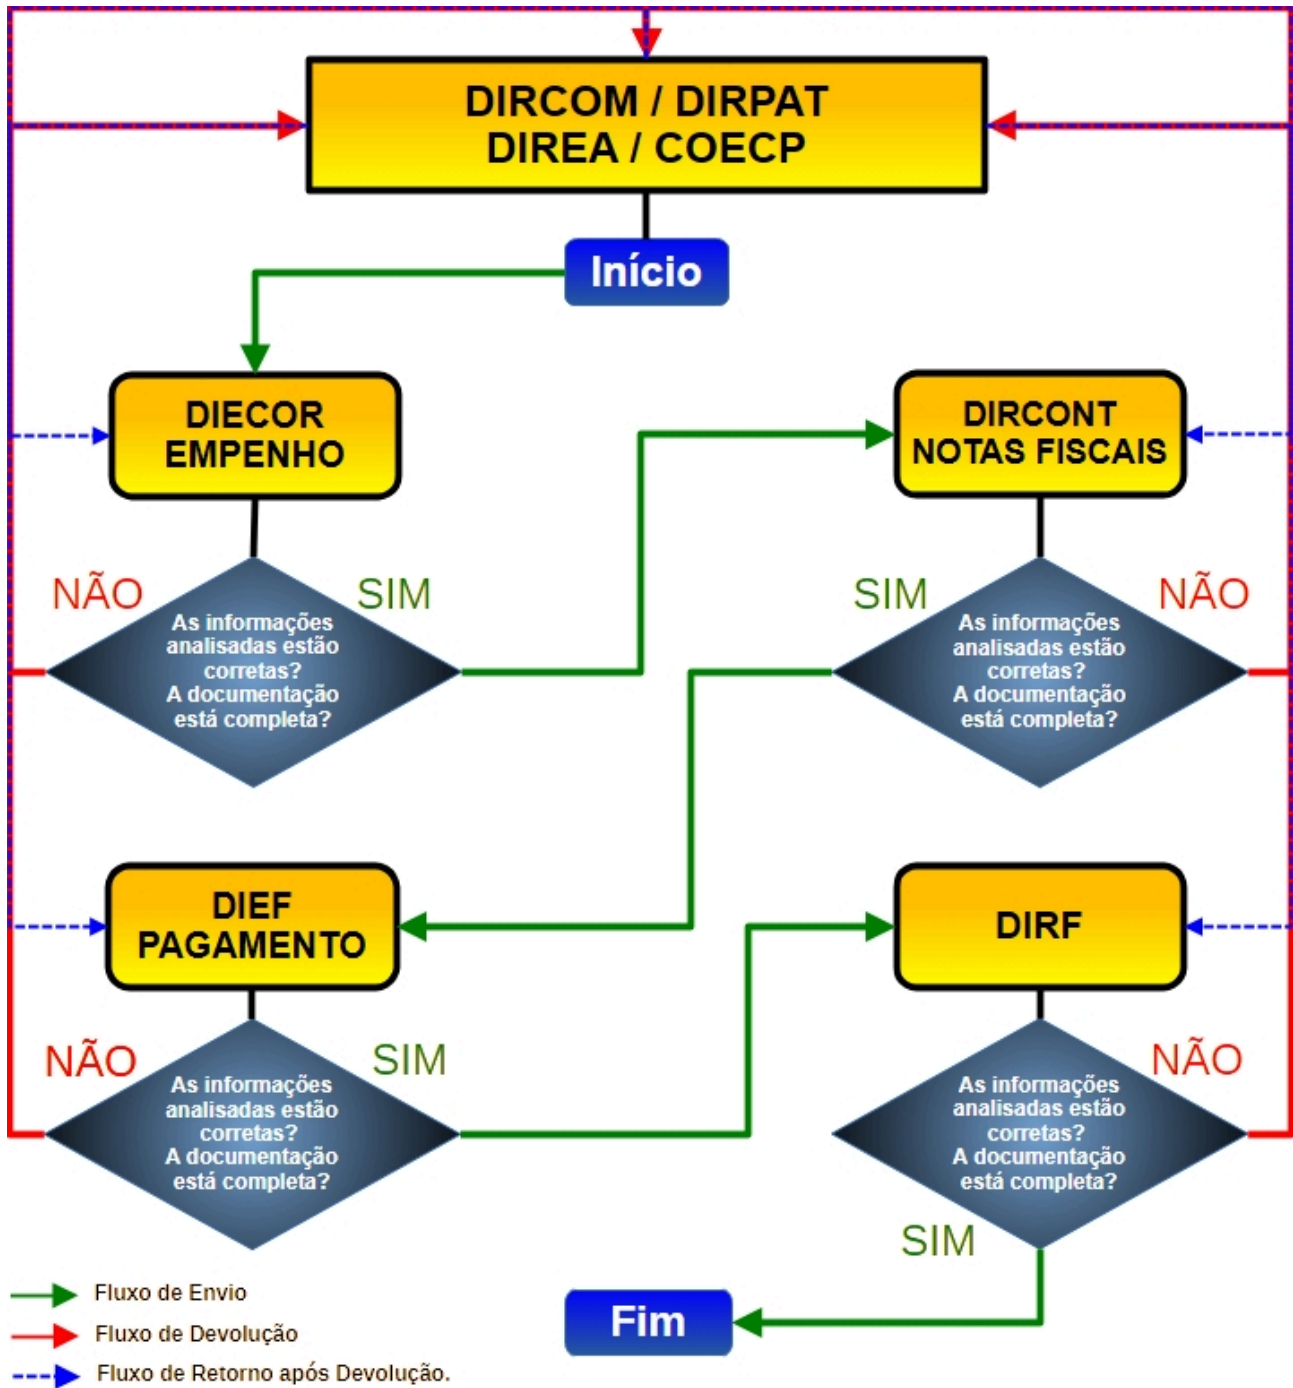 DIRCOM / DIRPAT
DIREA / COECP
Início
DIECOR
EMPENHO
DIRCONT
NOTAS FISCAIS
NÃO
SIM
As informações
analisadas estão
corretas?
A documentação
está completa?
SIM
NÃO
As informações
analisadas estão
corretas?
A documentação
está completa?
DIEF
PAGAMENTO
DIRF
NÃO
SIM
As informações
analisadas estão
corretas?
A documentação
está completa?
NÃO
As informações
analisadas estão
corretas?
A documentação
está completa?
SIM
Fim
Fluxo de Envio
Fluxo de Devolução
Fluxo de Retorno após Devolução.